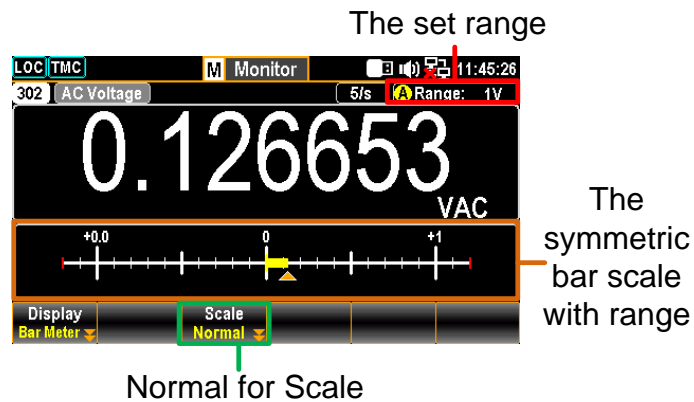 The set range
LOC TMC M Monitor 11:45:26
302 AC Voltage 5/s A Range: 1V
0.126653
VAC
+0.0 0 +1
The
symmetric
bar scale
with range
Display Scale
Bar Meter Normal
Normal for Scale